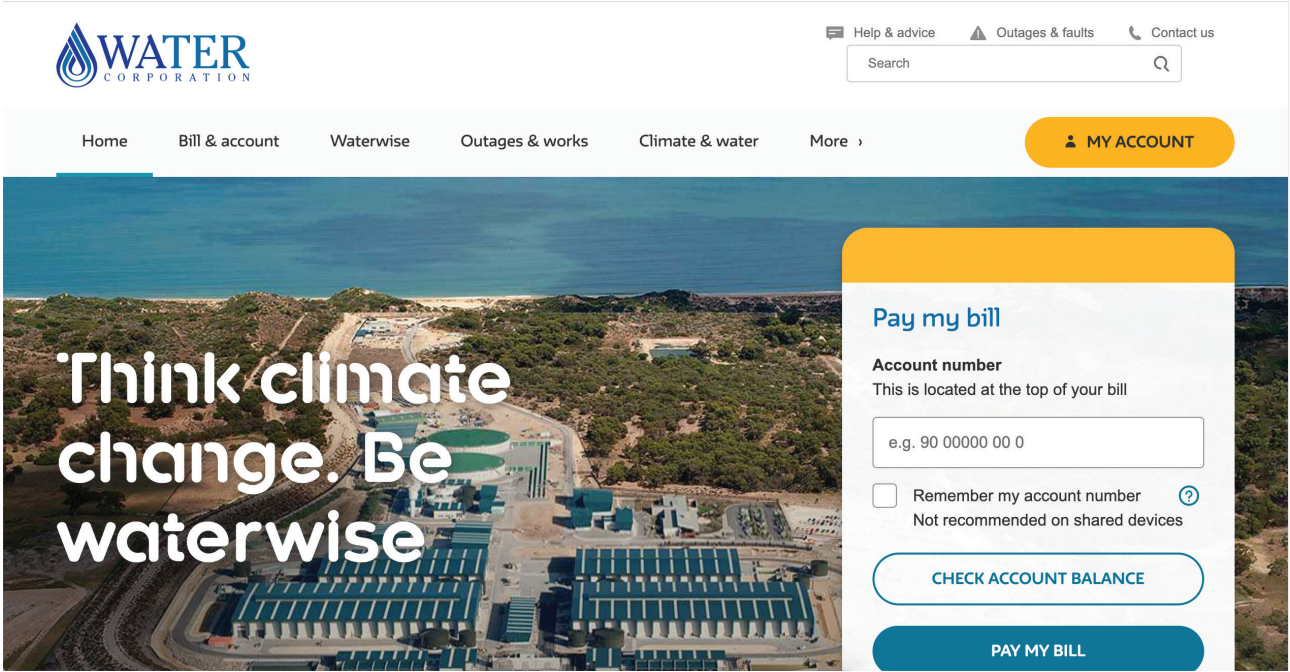 WATER
CORPORATION
Help & advice
Outages & faults
Contact us
Search
Home
Bill & account
Waterwise
Outages & works
Climate & water
More ›
MY ACCOUNT
Think climate
change. Be
waterwise
Pay my bill
Account number
This is located at the top of your bill
e.g. 90 00000 00 0
Remember my account number
?
Not recommended on shared devices
CHECK ACCOUNT BALANCE
PAY MY BILL